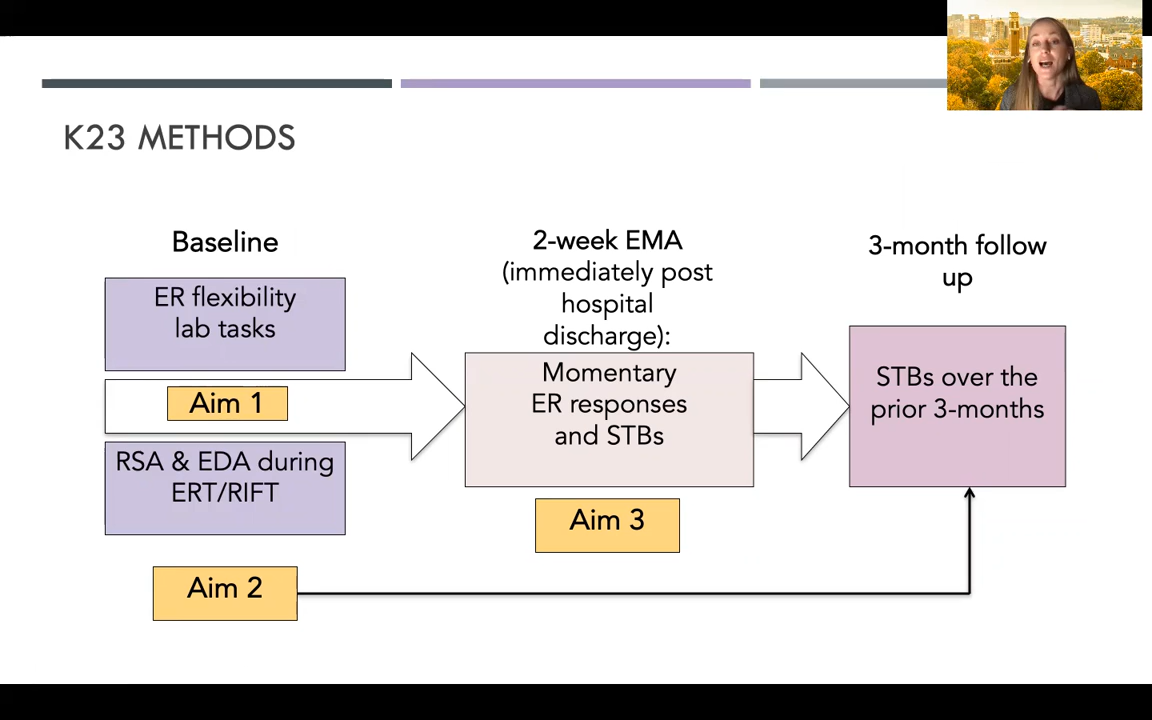 K23 METHODS
Baseline
ER flexibility
lab tasks
Aim 1
RSA & EDA during
ERT/RIFT
Aim 2
2-week EMA
(immediately post
hospital
discharge):
Momentary
ER responses
and STBs
Aim 3
3-month follow
up
STBs over the
prior 3-months